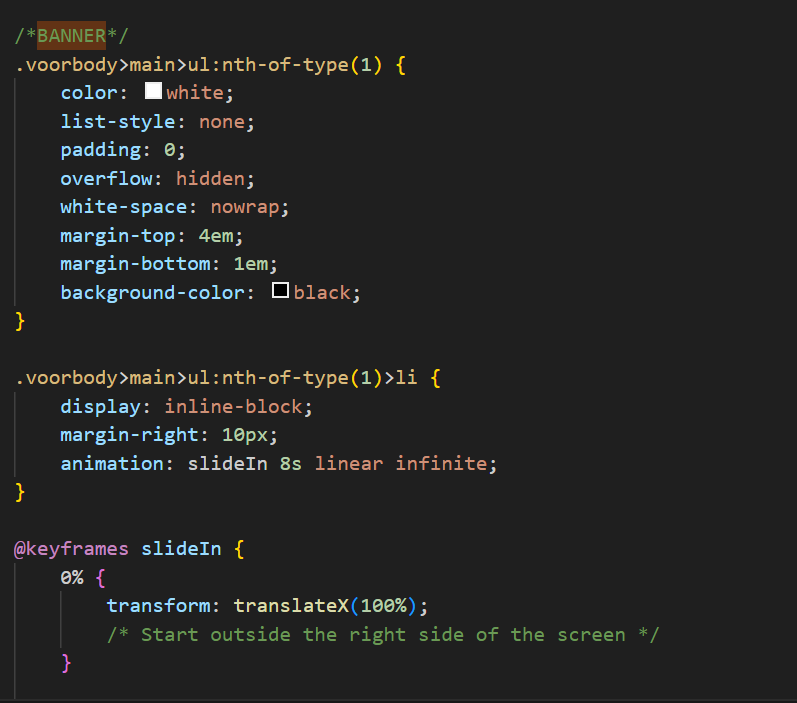 /*BANNER*/
.voorbody>main>ul:nth-of-type(1) {
    color: white;
    list-style: none;
    padding: 0;
    overflow: hidden;
    white-space: nowrap;
    margin-top: 4em;
    margin-bottom: 1em;
    background-color: black;
}
.voorbody>main>ul:nth-of-type(1)>li {
    display: inline-block;
    margin-right: 10px;
    animation: slideIn 8s linear infinite;
}
@keyframes slideIn {
    0% {
        transform: translateX(100%);
        /* Start outside the right side of the screen */
    }